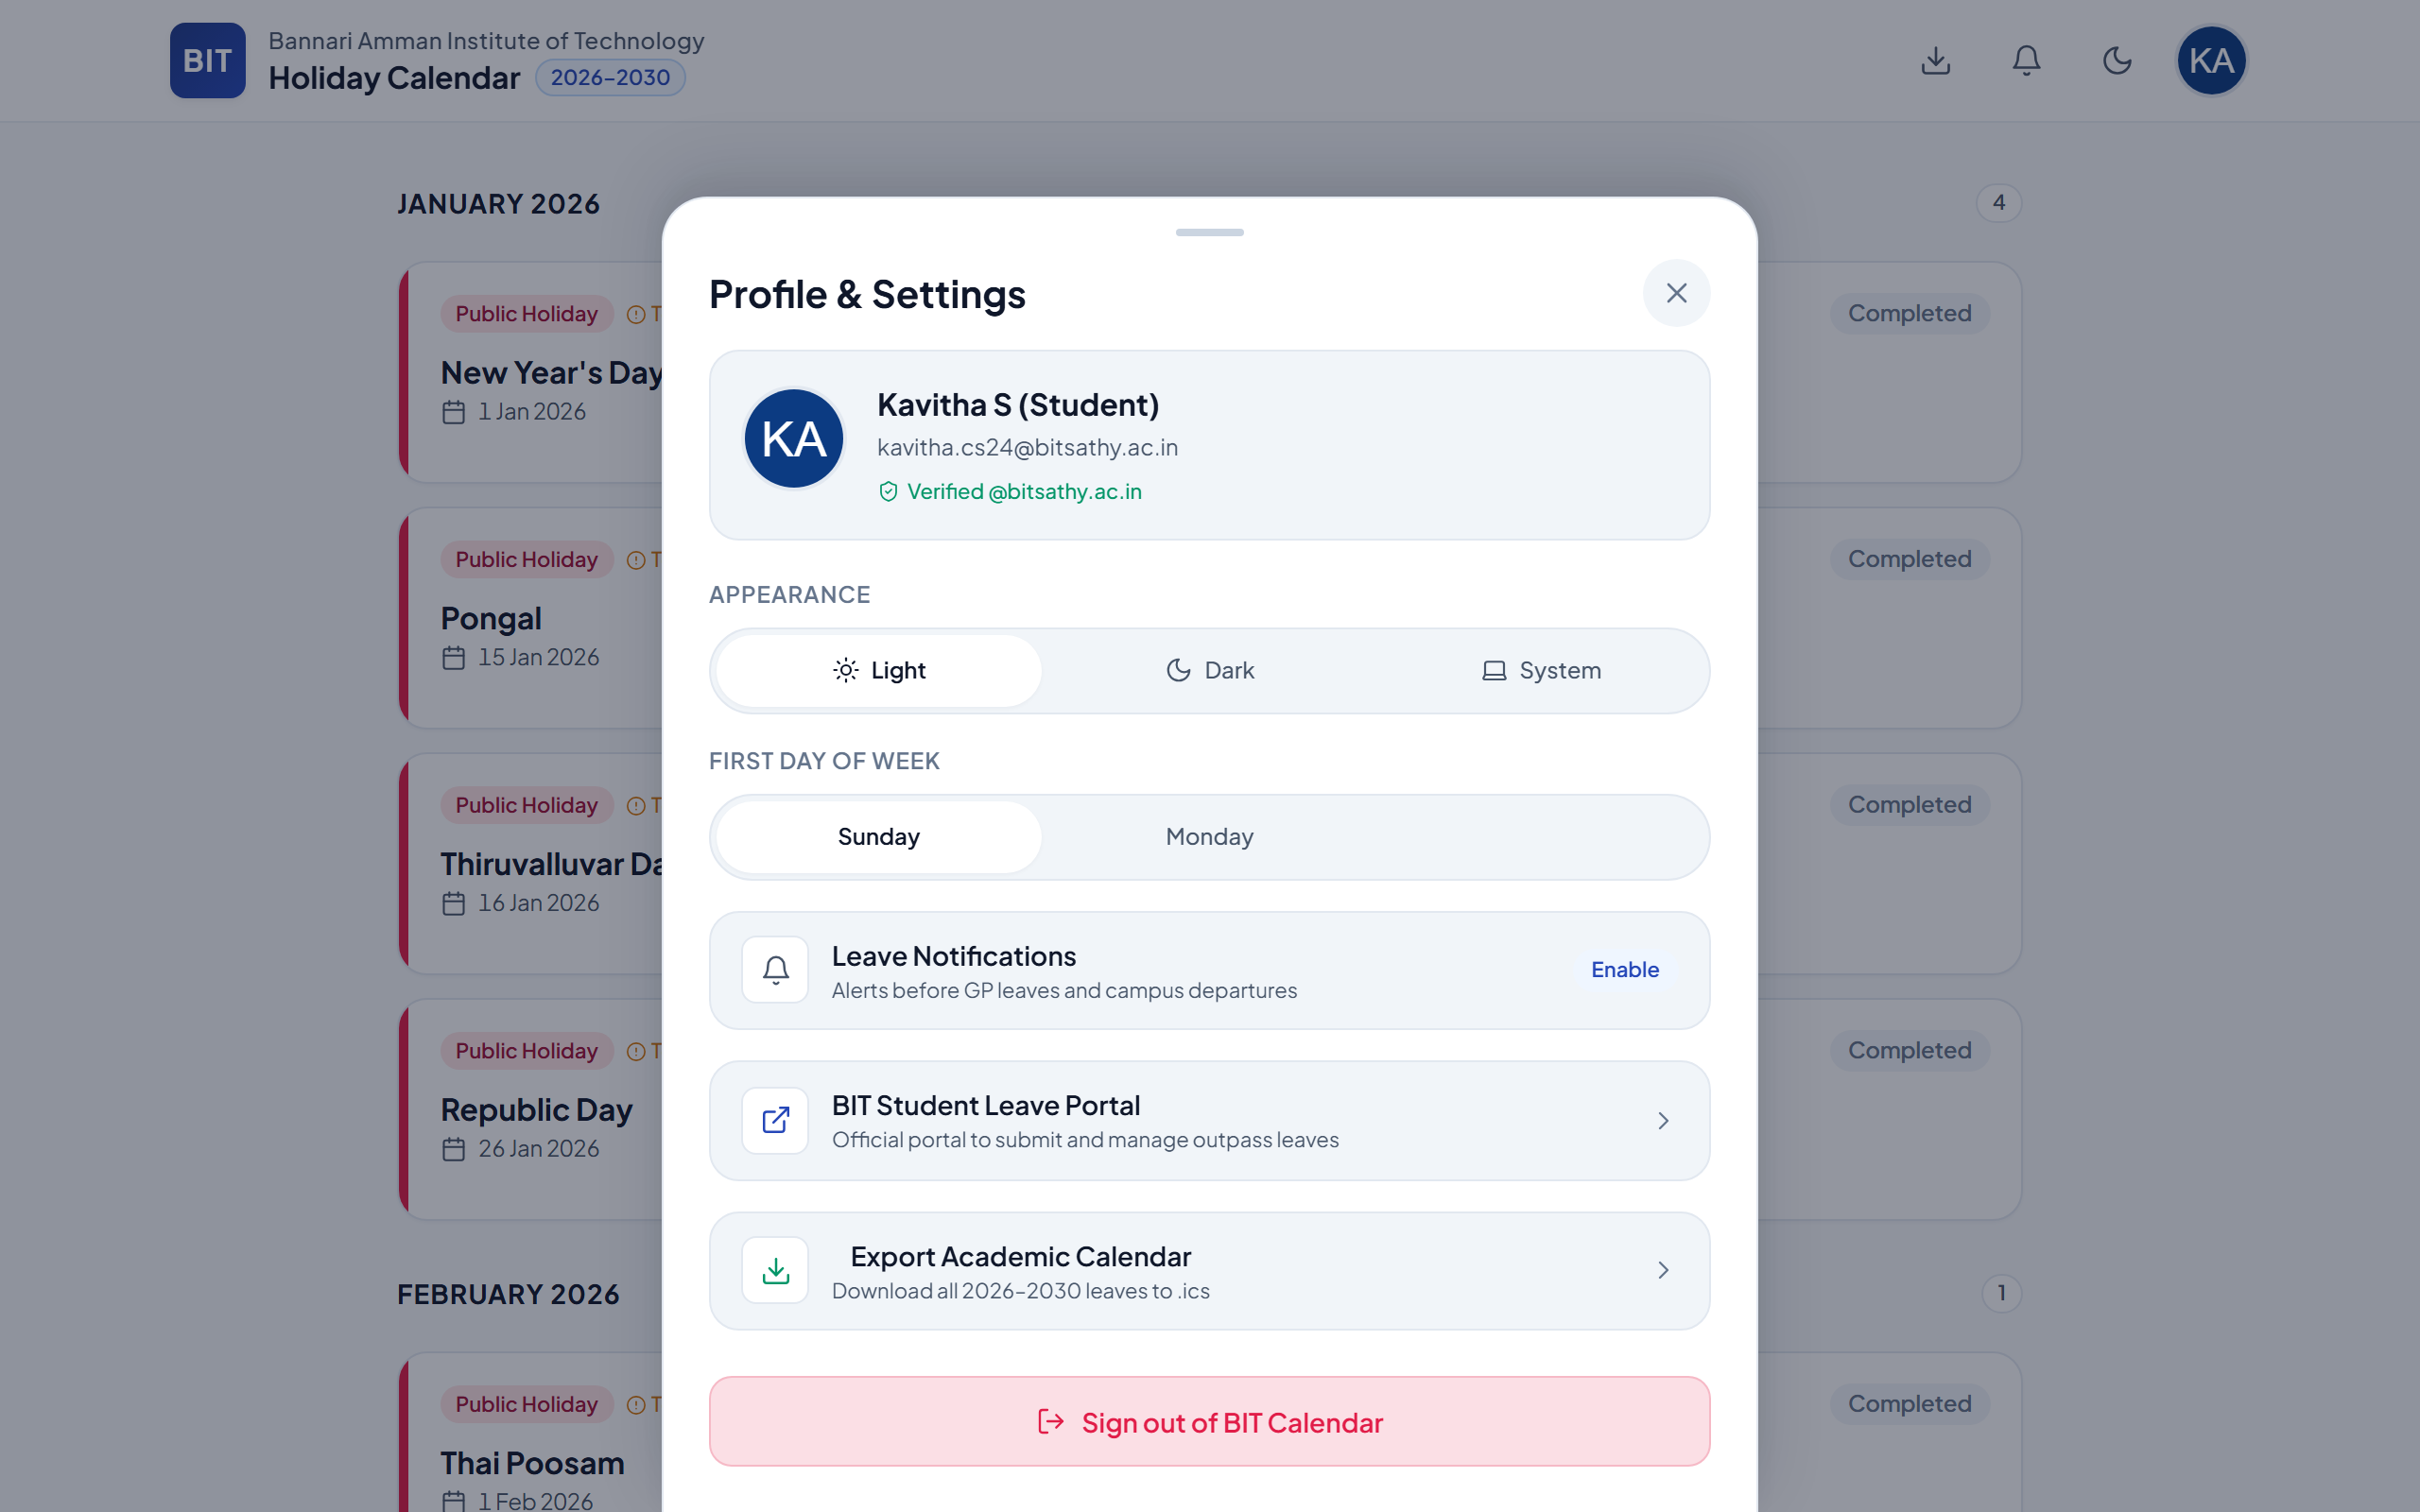 BIT
Bannari Amman Institute of Technology
Holiday Calendar 2026–2030
KA
JANUARY 2026
4
Public Holiday
New Year's Day
1 Jan 2026
Completed
Public Holiday
Pongal
15 Jan 2026
Completed
Public Holiday
Thiruvalluvar
16 Jan 2026
Completed
Public Holiday
Republic Day
26 Jan 2026
Completed
FEBRUARY 2026
1
Public Holiday
Thai Poosam
1 Feb 2026
Completed
Profile & Settings
KA
Kavitha S (Student)
kavitha.cs24@bitsathy.ac.in
Verified @bitsathy.ac.in
APPEARANCE
Light Dark System
FIRST DAY OF WEEK
Sunday Monday
Leave Notifications
Alerts before GP leaves and campus departures
Enable
BIT Student Leave Portal
Official portal to submit and manage outpass leaves
Export Academic Calendar
Download all 2026–2030 leaves to .ics
Sign out of BIT Calendar